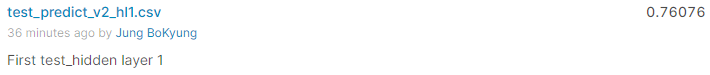 test_predict_v2_hl1.csv 0.76076
36 minutes ago by Jung BoKyung
First test_hidden layer 1